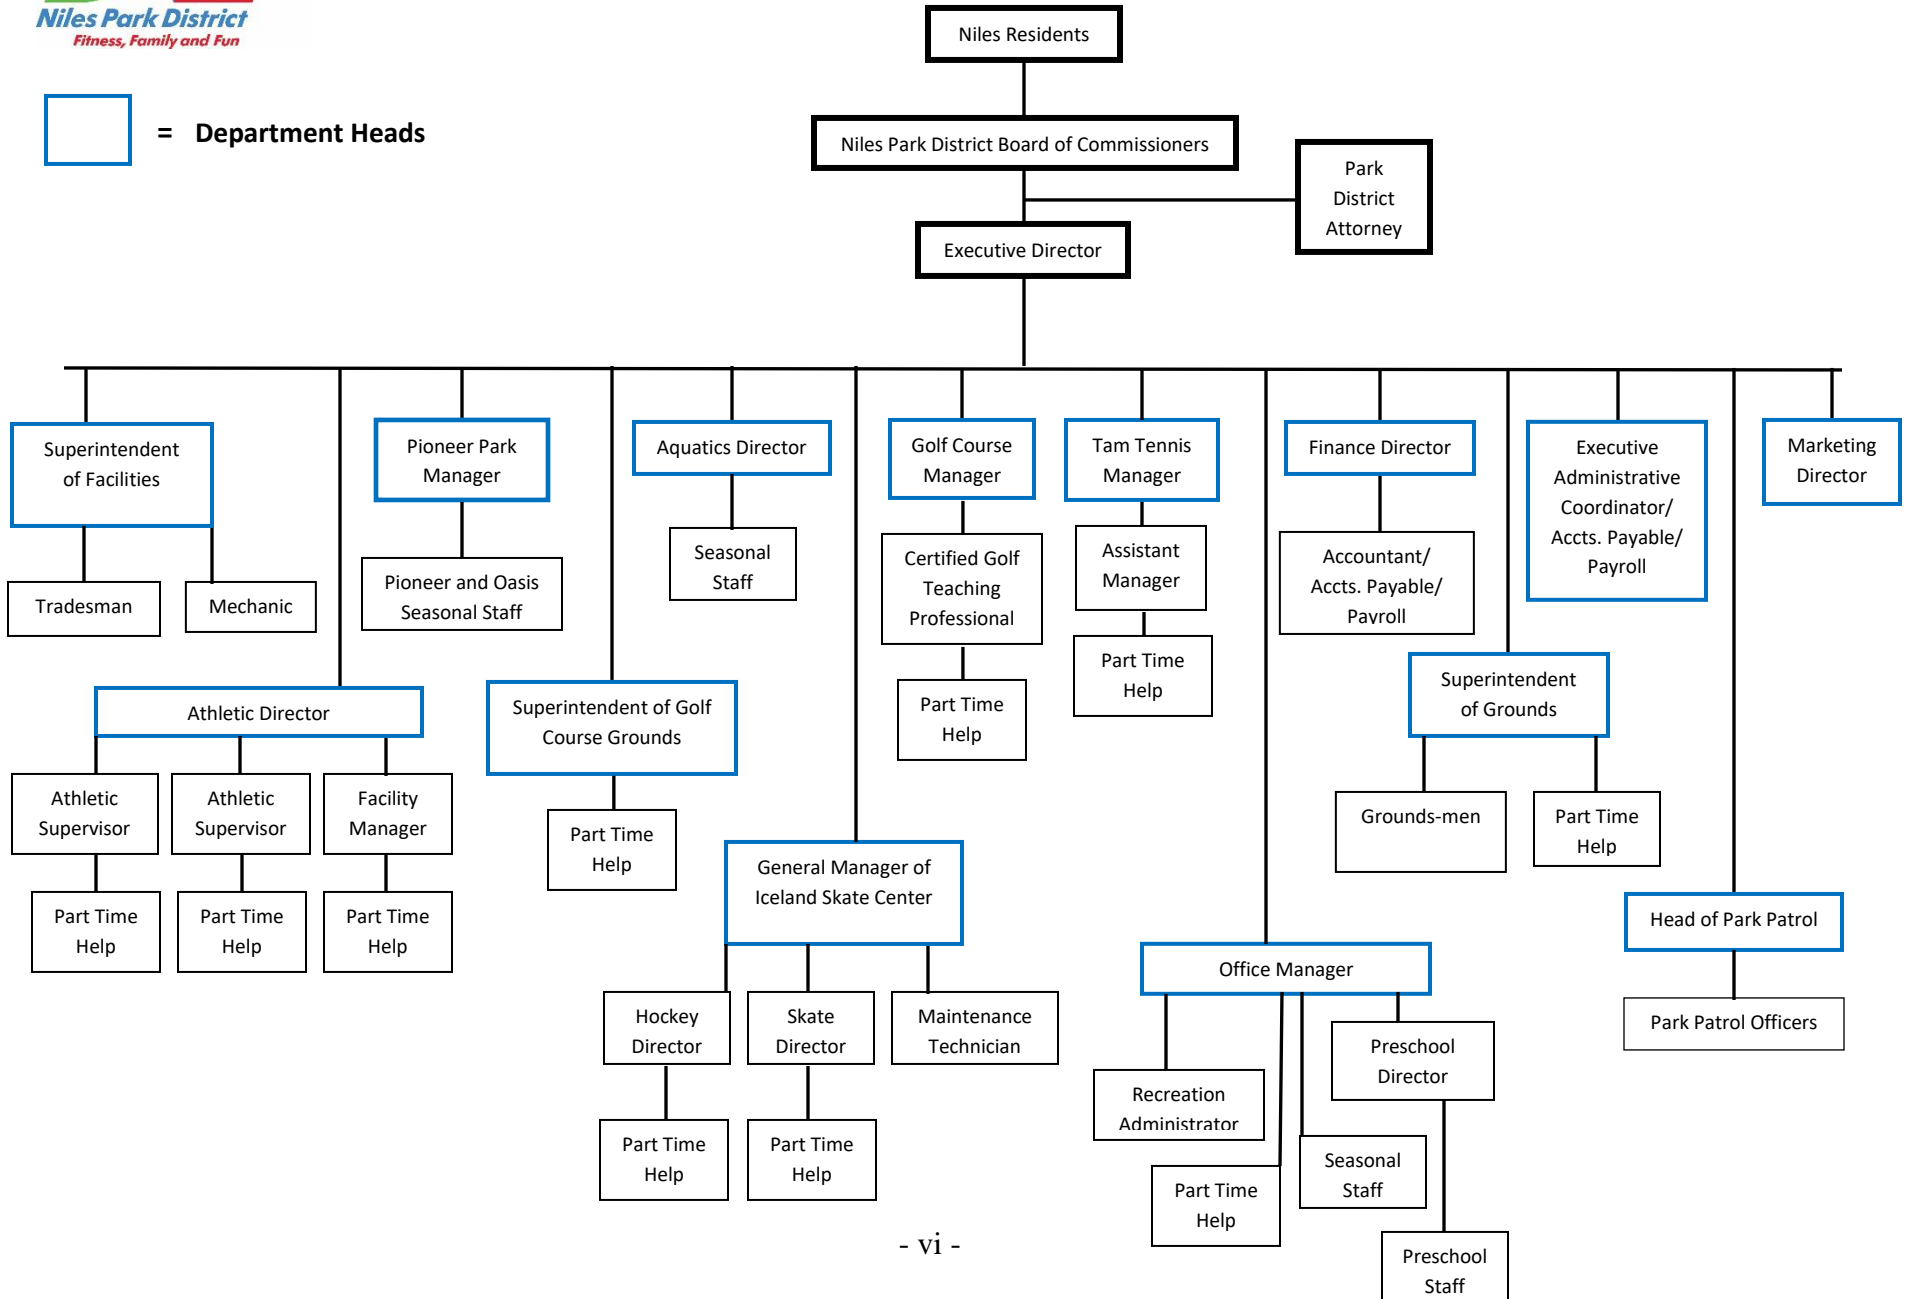 Niles Park District
Fitness, Family and Fun
= Department Heads
Niles Residents
Niles Park District Board of Commissioners
Park
District
Attorney
Executive Director
Superintendent
of Facilities
Pioneer Park
Manager
Aquatics Director
Golf Course
Manager
Tam Tennis
Manager
Finance Director
Executive
Administrative
Coordinator/
Accts. Payable/
Payroll
Marketing
Director
Tradesman
Mechanic
Pioneer and Oasis
Seasonal Staff
Seasonal
Staff
Certified Golf
Teaching
Professional
Part Time
Help
Assistant
Manager
Part Time
Help
Accountant/
Accts. Payable/
Payroll
Athletic Director
Superintendent of Golf
Course Grounds
Superintendent
of Grounds
Athletic
Supervisor
Athletic
Supervisor
Facility
Manager
Part Time
Help
Part Time
Help
Part Time
Help
Part Time
Help
Grounds-men
Part Time
Help
General Manager of
Iceland Skate Center
Hockey
Director
Skate
Director
Maintenance
Technician
Part Time
Help
Part Time
Help
Office Manager
Recreation
Administrator
Part Time
Help
Seasonal
Staff
Preschool
Director
Preschool
Staff
Head of Park Patrol
Park Patrol Officers
- vi -